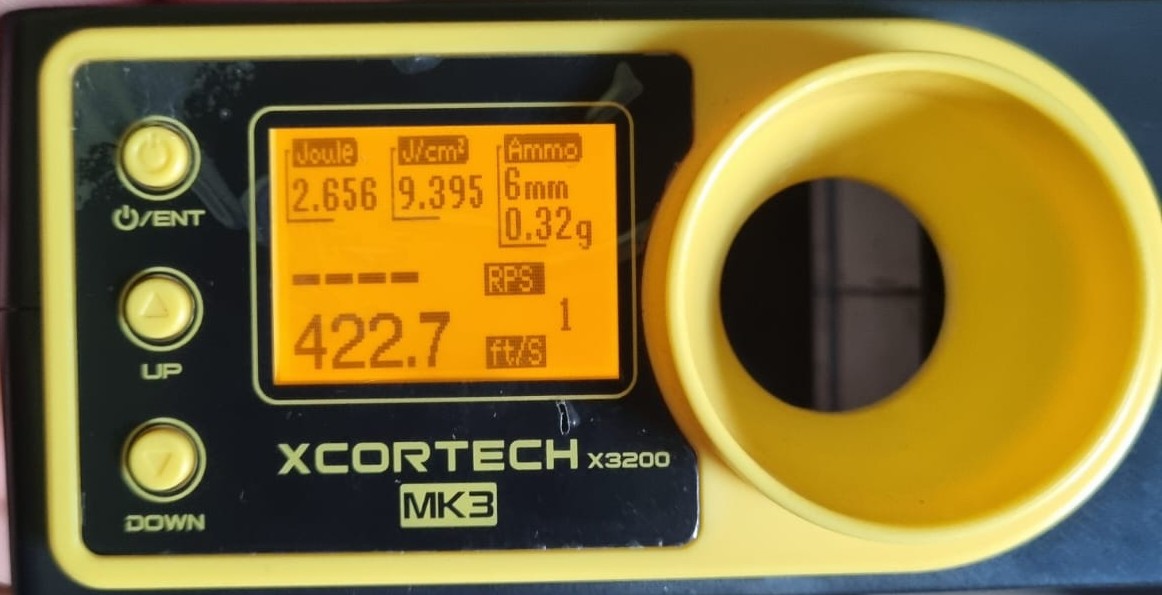 Joule J/cm² Ammo
2.656 9.395 6mm
0.32g
---- RPS
1
422.7 ft/S
⏻/ENT
UP
DOWN
XCORTECH X3200
MK3